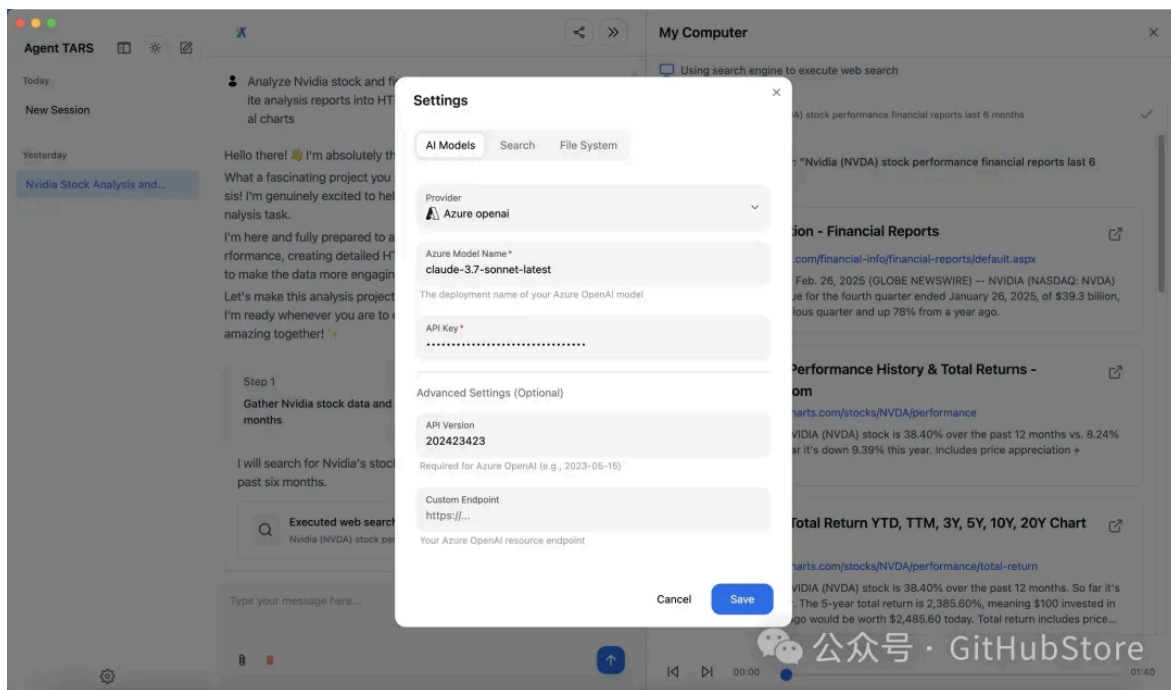 Agent TARS
Today
New Session
Yesterday
Nvidia Stock Analysis and...
Analyze Nvidia stock and fi
ite analysis reports into HT
al charts
Hello there! 👋 I'm absolutely th
What a fascinating project you
sis! I'm genuinely excited to hel
nalysis task.
I'm here and fully prepared to a
rformance, creating detailed HT
to make the data more engagin
Let's make this analysis project
I'm ready whenever you are to
amazing together! ✨
Step 1
Gather Nvidia stock data and
months
I will search for Nvidia's stoc
past six months.
Executed web search
Nvidia (NVDA) stock per
Type your message here...
Settings
AI Models
Search
File System
Provider
Azure openai
Azure Model Name*
claude-3.7-sonnet-latest
The deployment name of your Azure OpenAI model
API Key*
••••••••••••••••••••••••••••••••
Advanced Settings (Optional)
API Version
202423423
Required for Azure OpenAI (e.g., 2023-05-15)
Custom Endpoint
https://...
Your Azure OpenAI resource endpoint
Cancel
Save
My Computer
Using search engine to execute web search
A) stock performance financial reports last 6 months
: "Nvidia (NVDA) stock performance financial reports last 6
ion - Financial Reports
.com/financial-info/financial-reports/default.aspx
Feb. 26, 2025 (GLOBE NEWSWIRE) -- NVIDIA (NASDAQ: NVDA)
ue for the fourth quarter ended January 26, 2025, of $39.3 billion,
ious quarter and up 78% from a year ago.
Performance History & Total Returns -
om
harts.com/stocks/NVDA/performance
VIDIA (NVDA) stock is 38.40% over the past 12 months vs. 8.24%
ar it's down 9.39% this year. Includes price appreciation +
Total Return YTD, TTM, 3Y, 5Y, 10Y, 20Y Chart
harts.com/stocks/NVDA/performance/total-return
VIDIA (NVDA) stock is 38.40% over the past 12 months. So far it's
. The 5-year total return is 2,385.60%, meaning $100 invested in
go would be worth $2,485.60 today. Total return includes price...
00:00
01:40
公众号 · GitHubStore